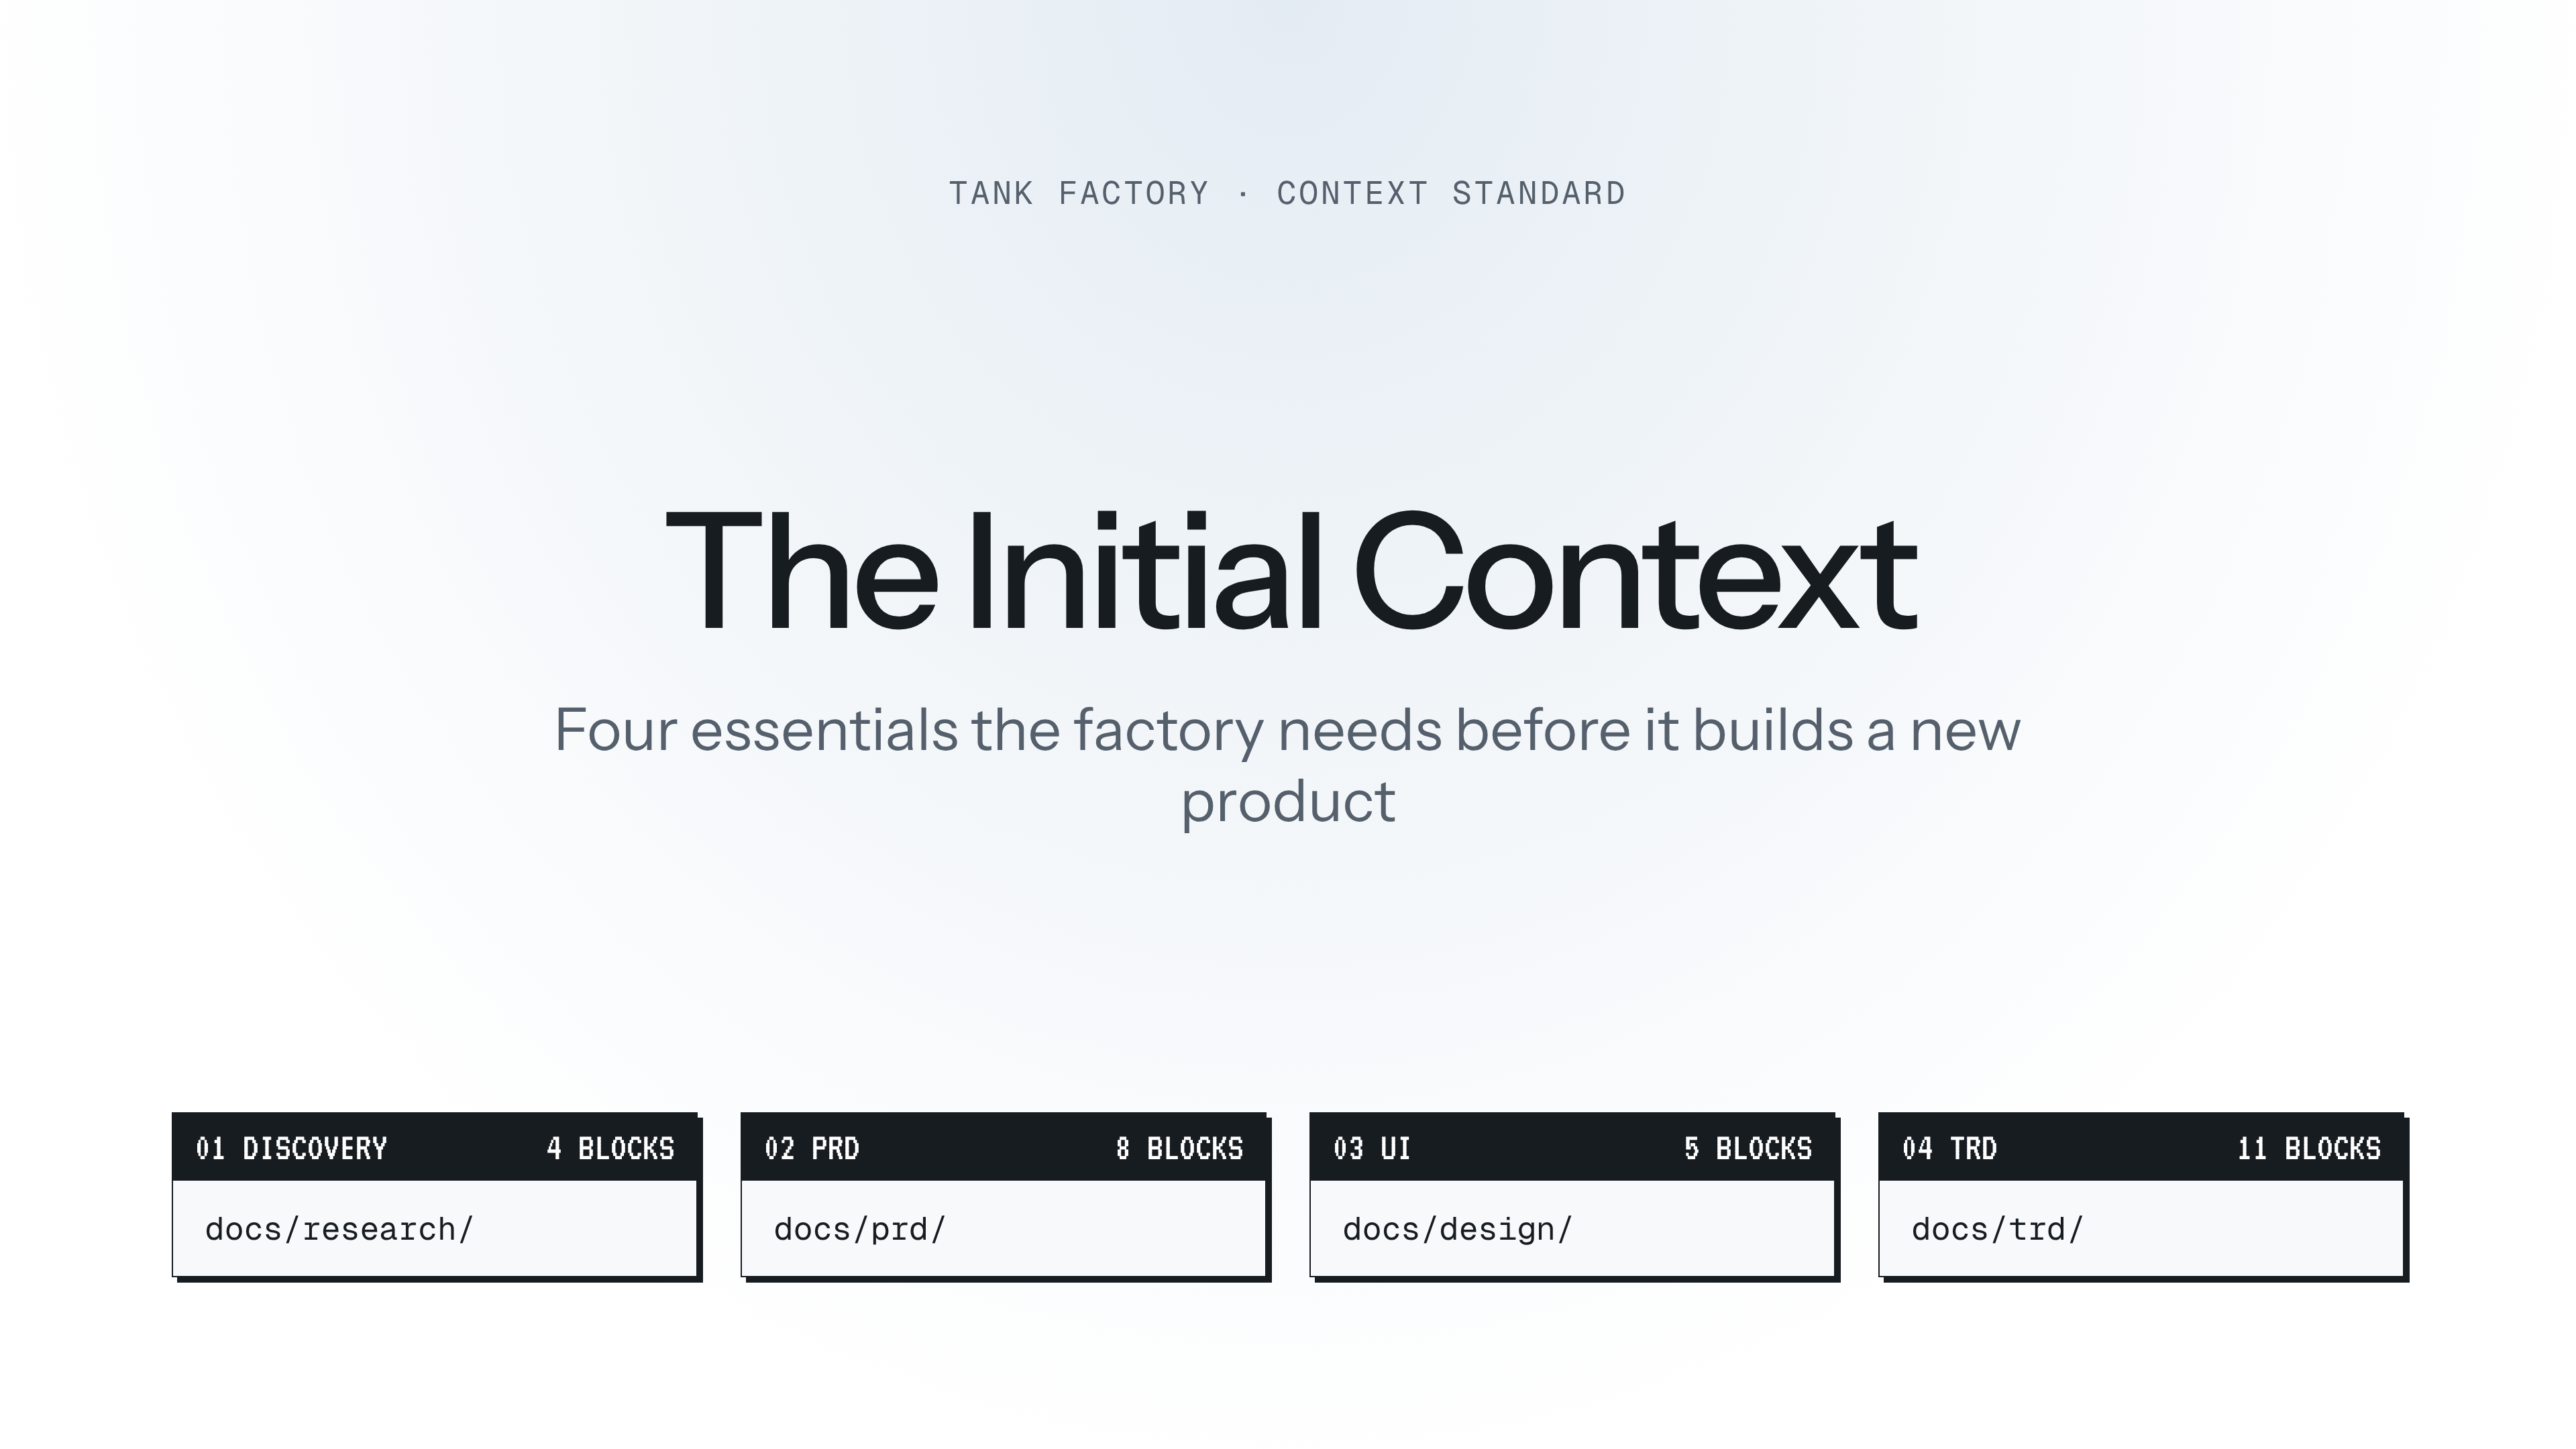 TANK FACTORY · CONTEXT STANDARD
The Initial Context
Four essentials the factory needs before it builds a new
product
01 DISCOVERY 4 BLOCKS
docs/research/
02 PRD 8 BLOCKS
docs/prd/
03 UI 5 BLOCKS
docs/design/
04 TRD 11 BLOCKS
docs/trd/